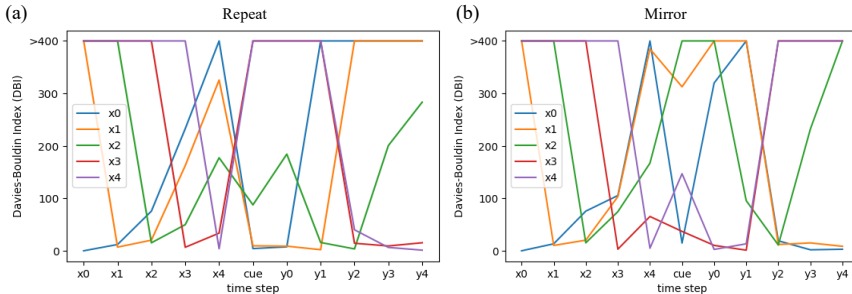 (a)
Repeat
Davies-Bouldin Index (DBI)
>400
300
200
100
0
x0
x1
x2
x3
x4
x0 x1 x2 x3 x4 cue y0 y1 y2 y3 y4
time step
(b)
Mirror
Davies-Bouldin Index (DBI)
>400
300
200
100
0
x0
x1
x2
x3
x4
x0 x1 x2 x3 x4 cue y0 y1 y2 y3 y4
time step